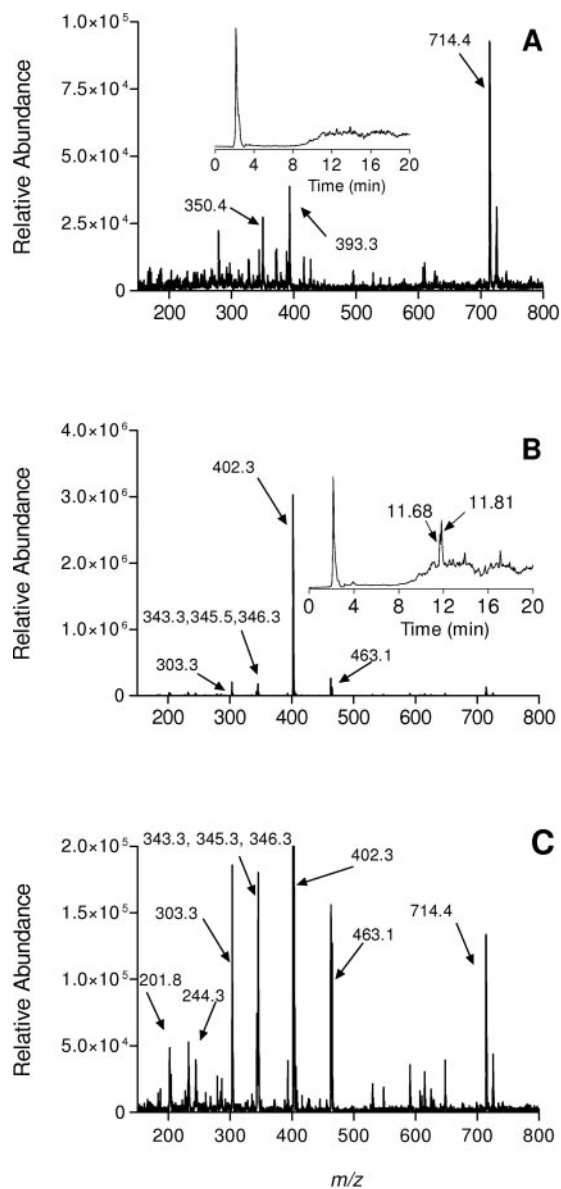 A
Relative Abundance
1.0×10⁵
7.5×10⁴
5.0×10⁴
2.5×10⁴
0
714.4
350.4
393.3
0 4 8 12 16 20
Time (min)
200 300 400 500 600 700 800
B
Relative Abundance
4.0×10⁶
3.0×10⁶
2.0×10⁶
1.0×10⁶
0
402.3
11.68
11.81
343.3,345.5,346.3
303.3
463.1
0 4 8 12 16 20
Time (min)
200 300 400 500 600 700 800
C
Relative Abundance
2.0×10⁵
1.5×10⁵
1.0×10⁵
5.0×10⁴
0
343.3, 345.3, 346.3
402.3
303.3
714.4
463.1
201.8
244.3
200 300 400 500 600 700 800
m/z